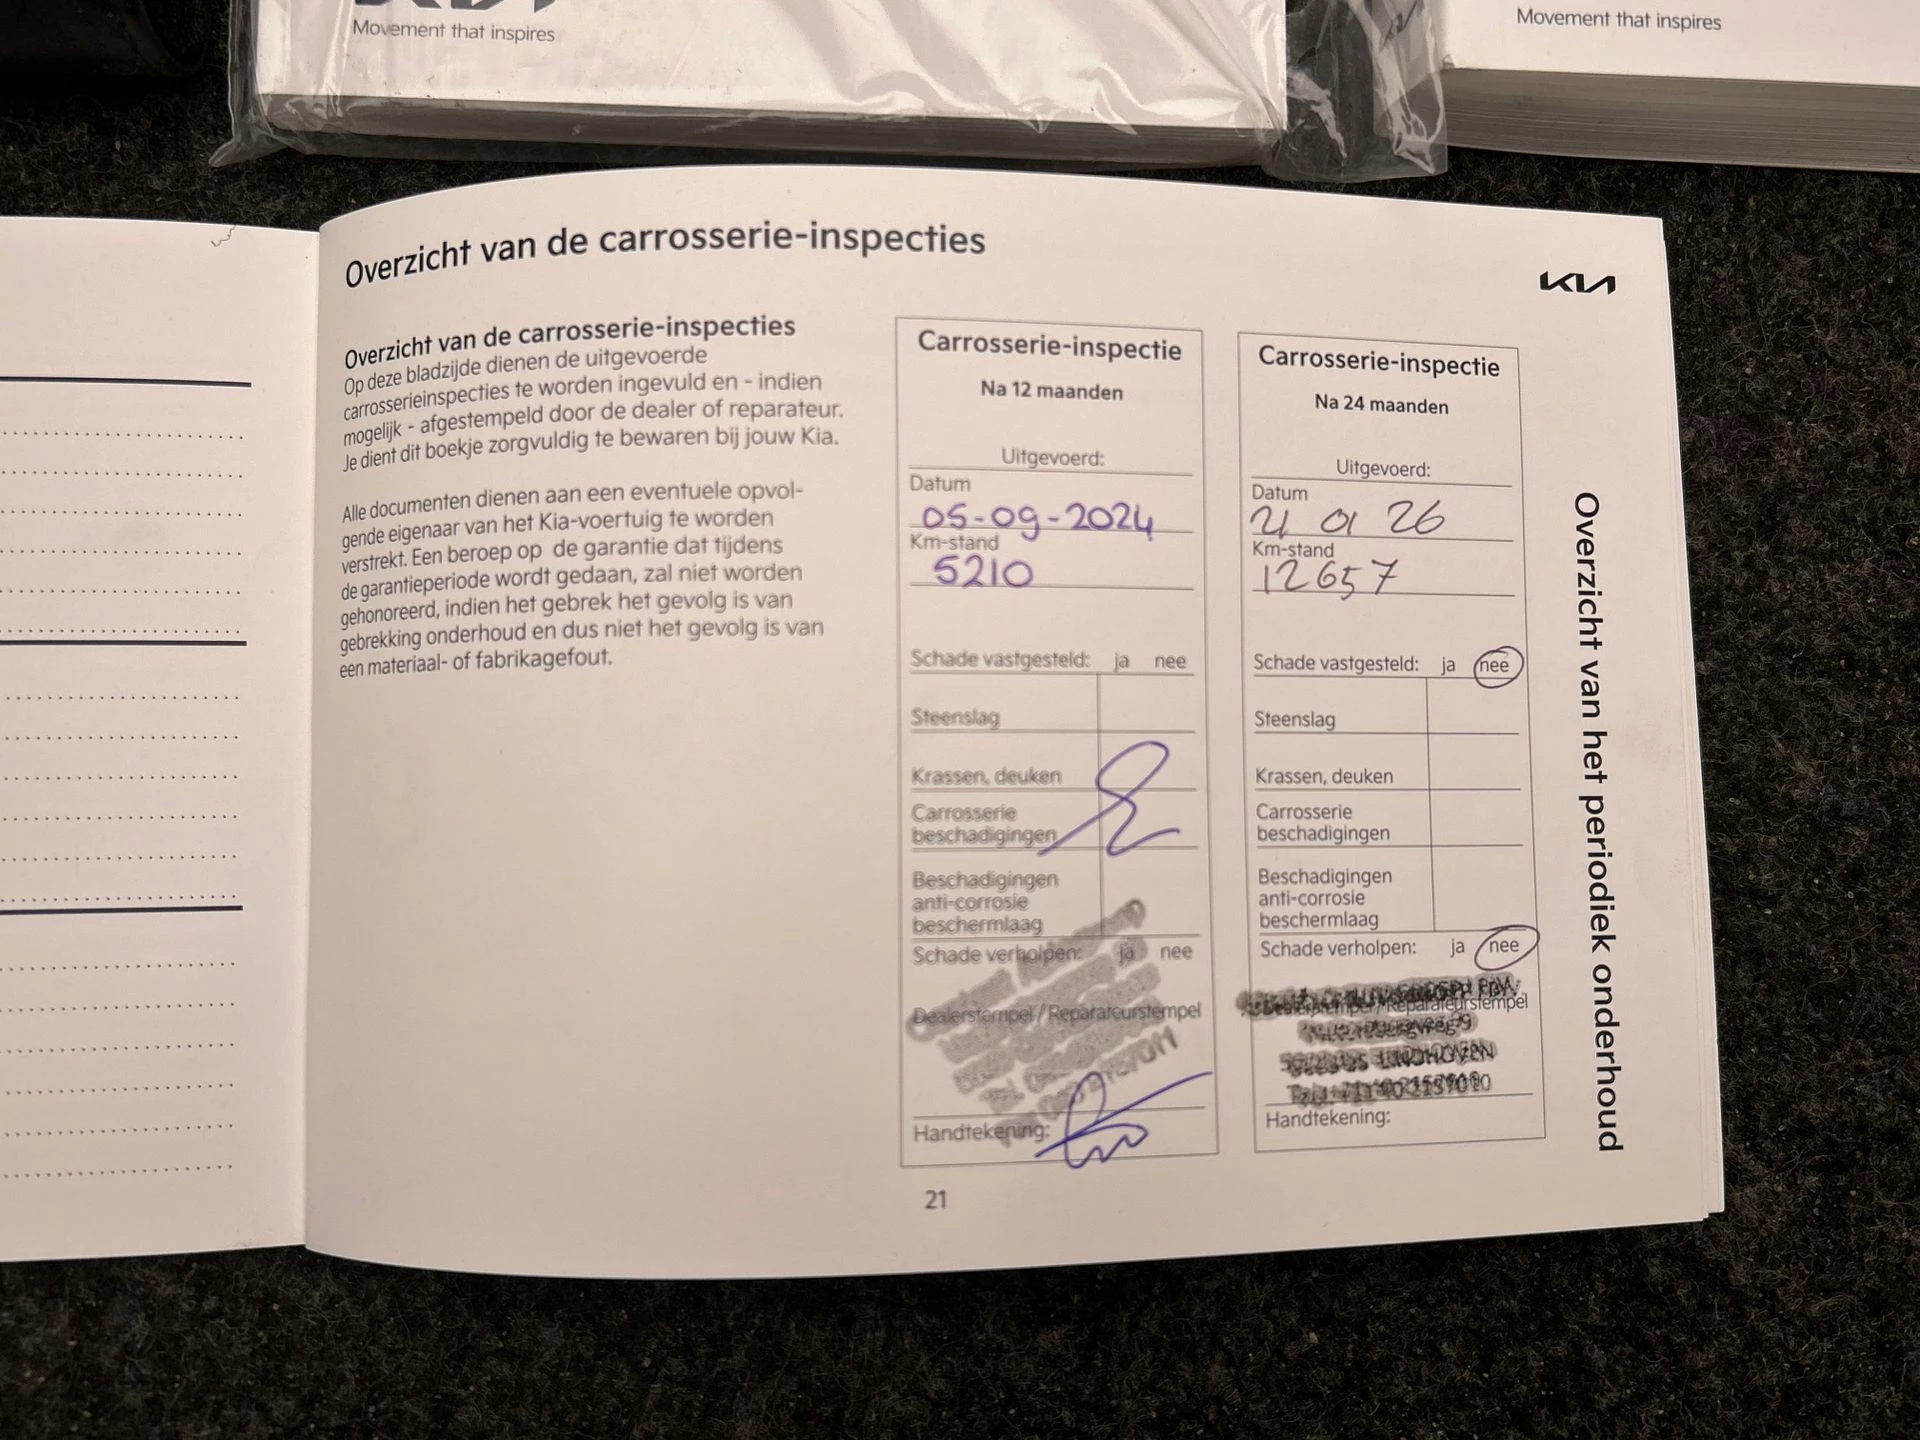 Movement that inspires
Movement that inspires
Overzicht van de carrosserie-inspecties
KIA
Overzicht van de carrosserie-inspecties
Op deze bladzijde dienen de uitgevoerde
carrosserieinspecties te worden ingevuld en - indien
mogelijk - afgestempeld door de dealer of reparateur.
Je dient dit boekje zorgvuldig te bewaren bij jouw Kia.
Alle documenten dienen aan een eventuele opvol-
gende eigenaar van het Kia-voertuig te worden
verstrekt. Een beroep op de garantie dat tijdens
de garantieperiode wordt gedaan, zal niet worden
gehonoreerd, indien het gebrek het gevolg is van
gebrekking onderhoud en dus niet het gevolg is van
een materiaal- of fabrikagefout.
Carrosserie-inspectie
Na 12 maanden
Uitgevoerd:
Datum
05-09-2024
Km-stand
5210
Schade vastgesteld: ja nee
Steenslag
Krassen, deuken
Carrosserie
beschadigingen
Beschadigingen
anti-corrosie
beschermlaag
Schade verholpen: ja nee
Dealerstempel/Reparateurstempel
Handtekening:
Carrosserie-inspectie
Na 24 maanden
Uitgevoerd:
Datum
21 01 26
Km-stand
12657
Schade vastgesteld: ja nee
Steenslag
Krassen, deuken
Carrosserie
beschadigingen
Beschadigingen
anti-corrosie
beschermlaag
Schade verholpen: ja nee
Dealerstempel/Reparateurstempel
EINDHOVEN
Handtekening:
Overzicht van het periodiek onderhoud
21